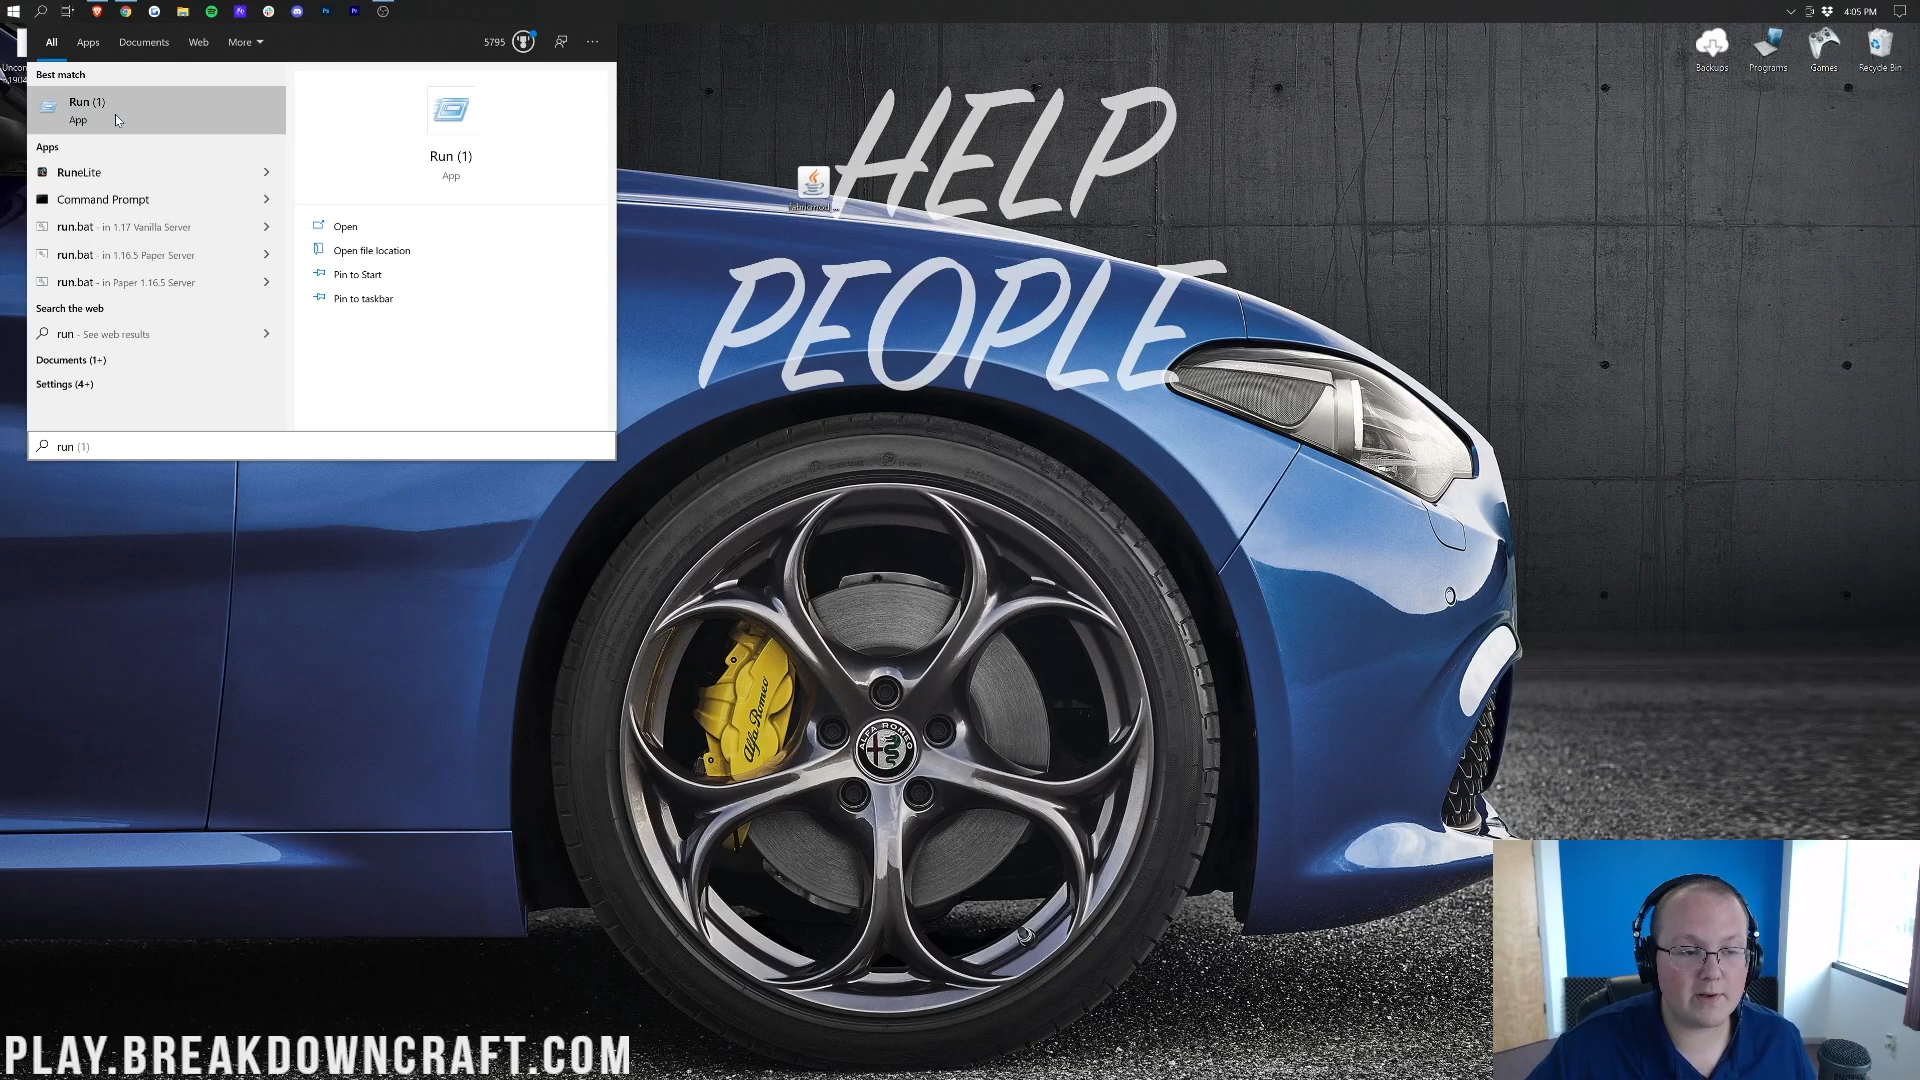 4:05 PM
All Apps Documents Web More 5795
Best match
Run (1)
App
Apps
RuneLite
Command Prompt
run.bat - in 1.17 Vanilla Server
run.bat - in 1.16.5 Paper Server
run.bat - in Paper 1.16.5 Server
Search the web
run - See web results
Documents (1+)
Settings (4+)
run (1)
Run (1)
App
Open
Open file location
Pin to Start
Pin to taskbar
HELP
PEOPLE
Backups
Programs
Games
Recycle Bin
Alfa Romeo
ALFA ROMEO
PLAY.BREAKDOWNCRAFT.COM